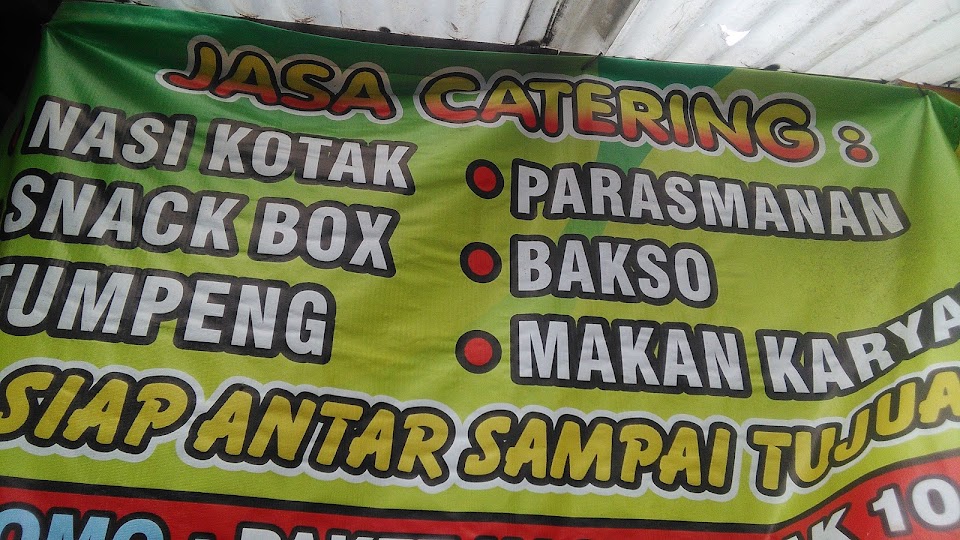 JASA CATERING :
NASI KOTAK
SNACK BOX
TUMPENG
• PARASMANAN
• BAKSO
• MAKAN KARYA
SIAP ANTAR SAMPAI TUJUA